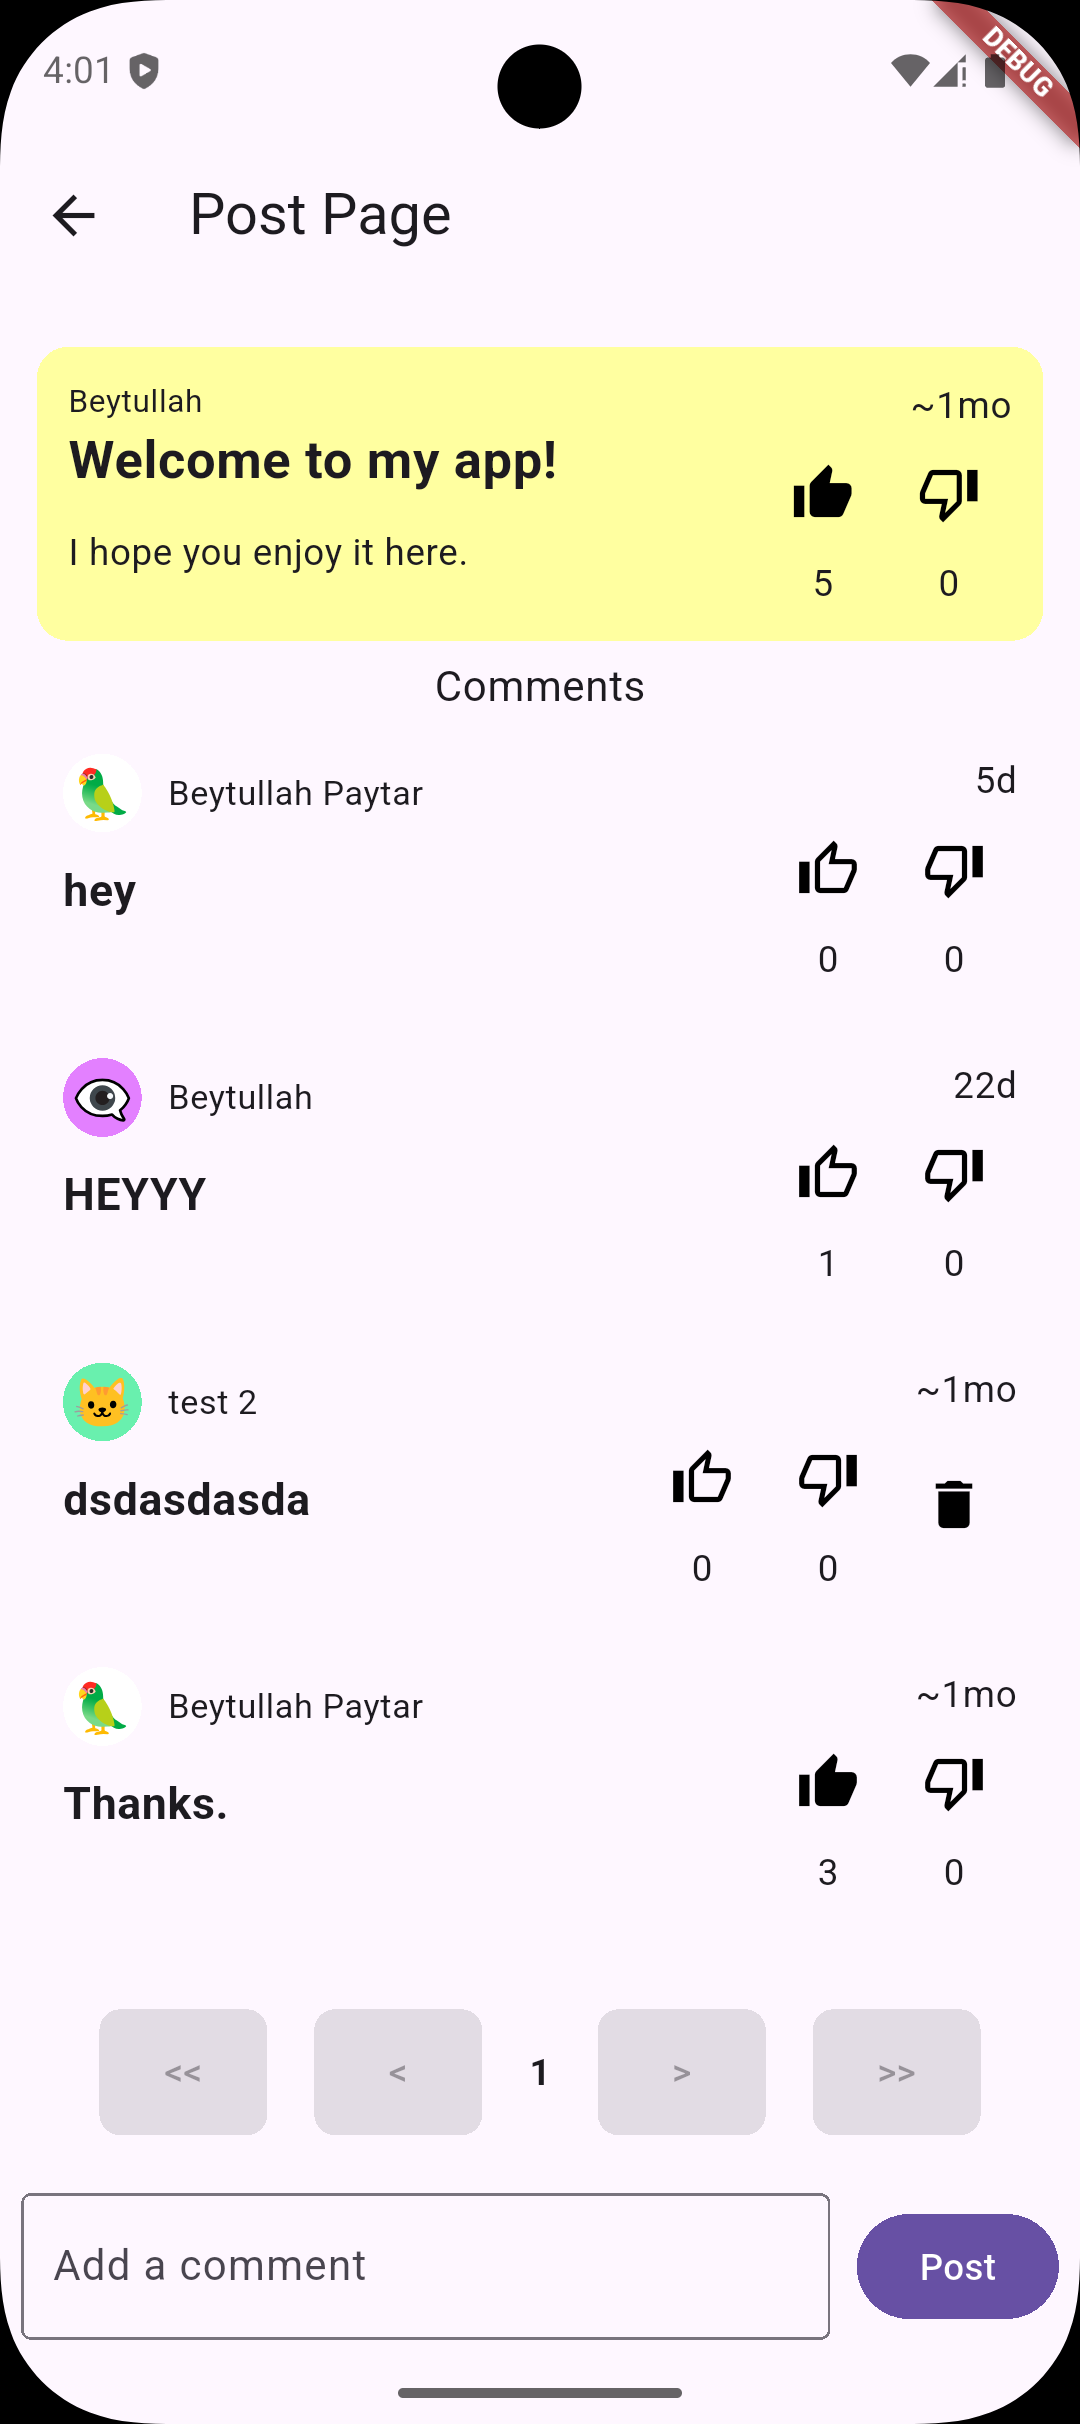 4:01
DEBUG
Post Page
Beytullah
~1mo
Welcome to my app!
I hope you enjoy it here.
5
0
Comments
Beytullah Paytar
5d
hey
0
0
Beytullah
22d
HEYYY
1
0
test 2
~1mo
dsdasdasda
0
0
Beytullah Paytar
~1mo
Thanks.
3
0
<<
<
1
>
>>
Add a comment
Post